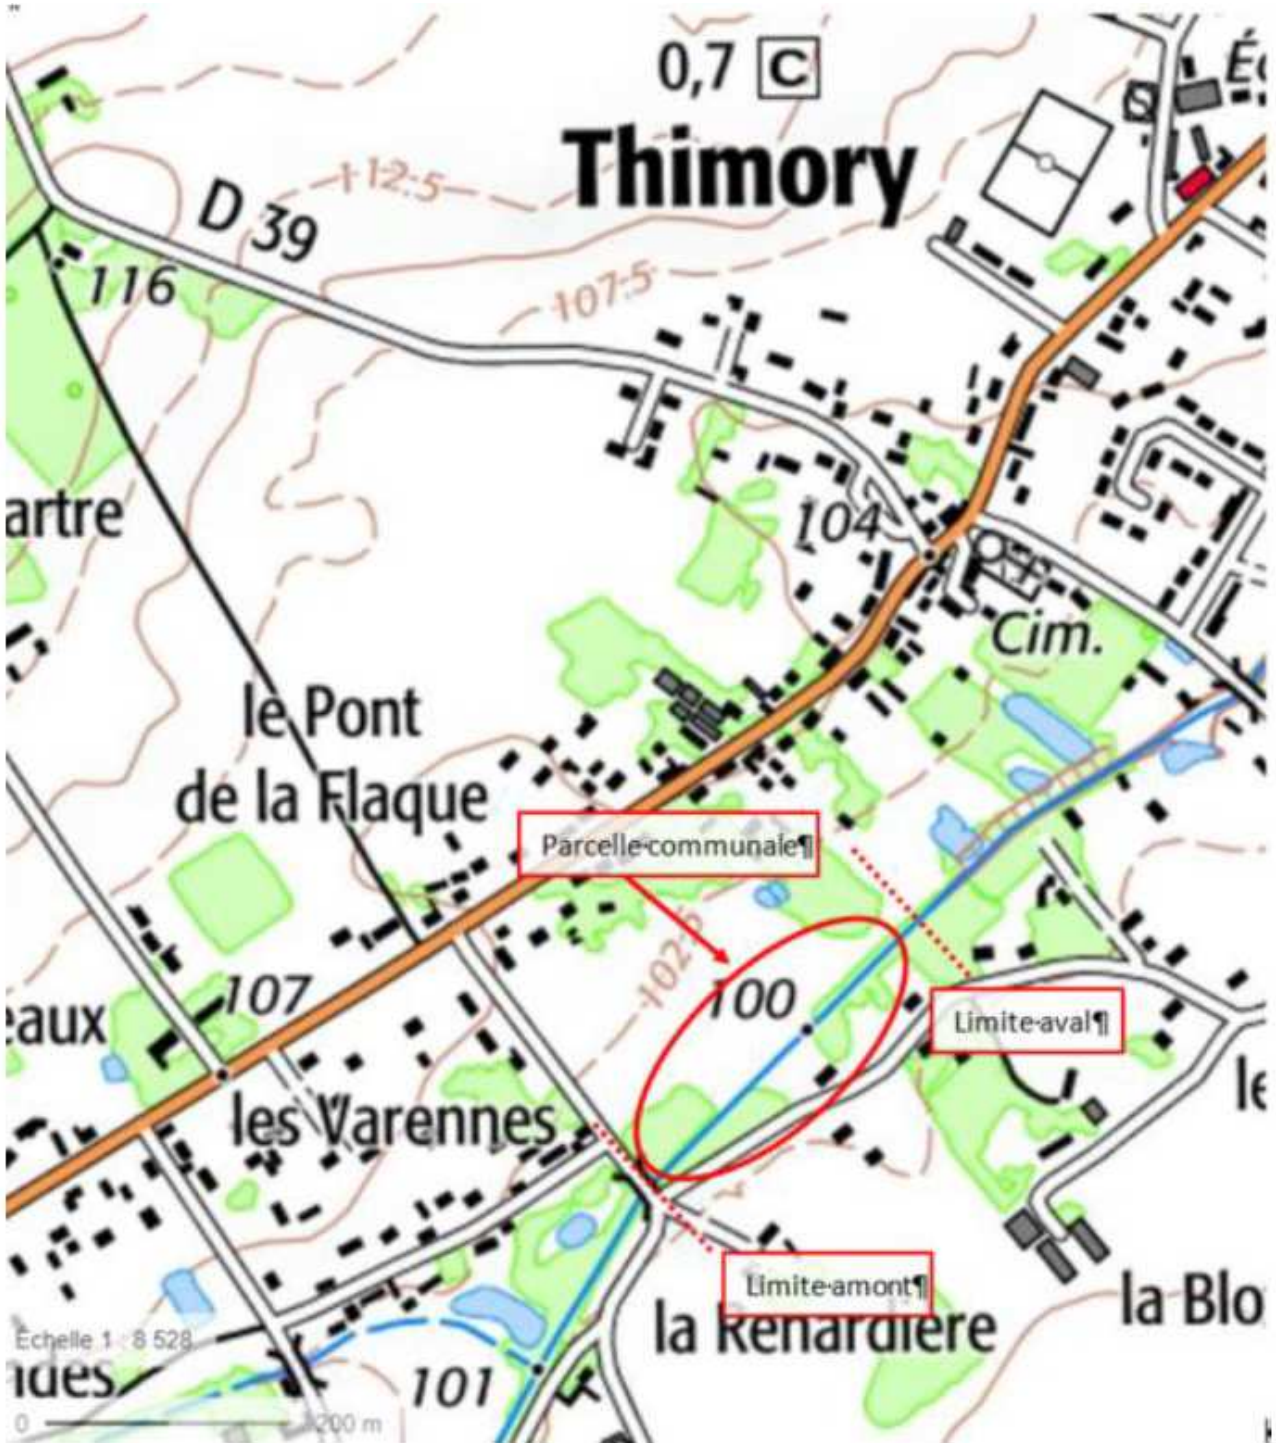 0,7 C
Éc
Thimory
112.5
D 39
116
107.5
artre
104
Cim.
le Pont
de la Flaque
Parcelle·communale¶
102.5
107
100
eaux
Limite·aval¶
le
les Varennes
Limite·amont¶
la Blo
la Renardière
Echelle 1 : 8 528
ides
101
0 200 m